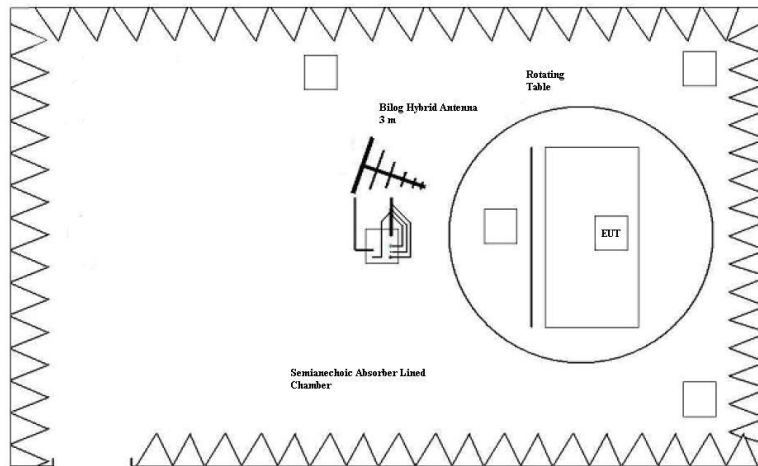 Rotating
Table
Bilog Hybrid Antenna
3 m
EUT
Semianechoic Absorber Lined
Chamber